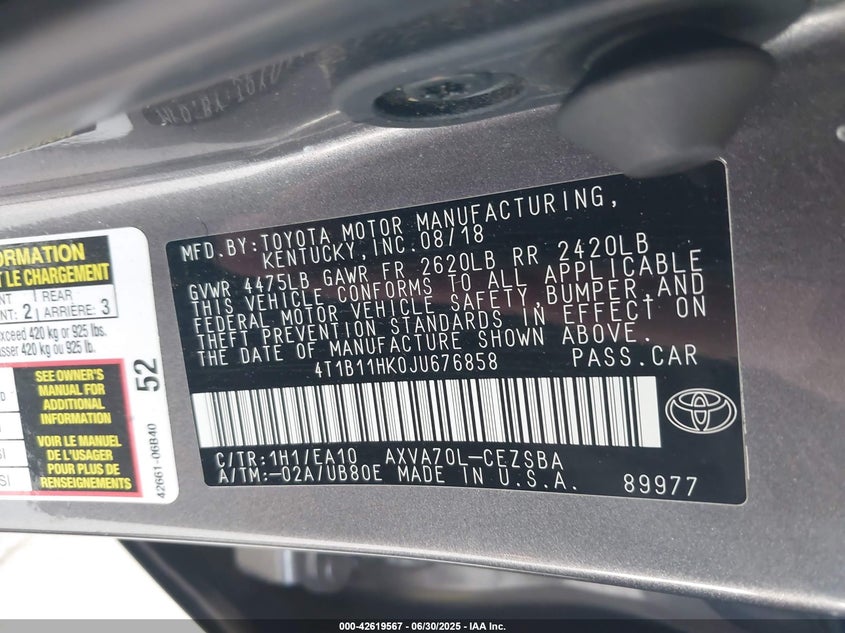 MFD.BY:TOYOTA MOTOR MANUFACTURING,
KENTUCKY,INC.08/18
GVWR 4475LB GAWR FR 2620LB RR 2420LB
THIS VEHICLE CONFORMS TO ALL APPLICABLE
FEDERAL MOTOR VEHICLE SAFETY,BUMPER,AND
THEFT PREVENTION STANDARDS IN EFFECT ON
THE DATE OF MANUFACTURE SHOWN ABOVE.
4T1B11HK0JU676858 PASS.CAR
C/TR:1H1/EA10 AXVA70L-CEZSBA
A/TM:-02A/UB80E MADE IN U.S.A.
89977
LE CHARGEMENT
REAR
2 ARRIÈRE: 3
exceed 420 kg or 925 lbs.
420 kg ou 925 lb.
SEE OWNER'S
MANUAL FOR
ADDITIONAL
INFORMATION
VOIR LE MANUEL
POUR PLUS DE
RENSEIGNEMENTS
52
42661-06B40
000-42619567 - 06/30/2025 - IAA Inc.